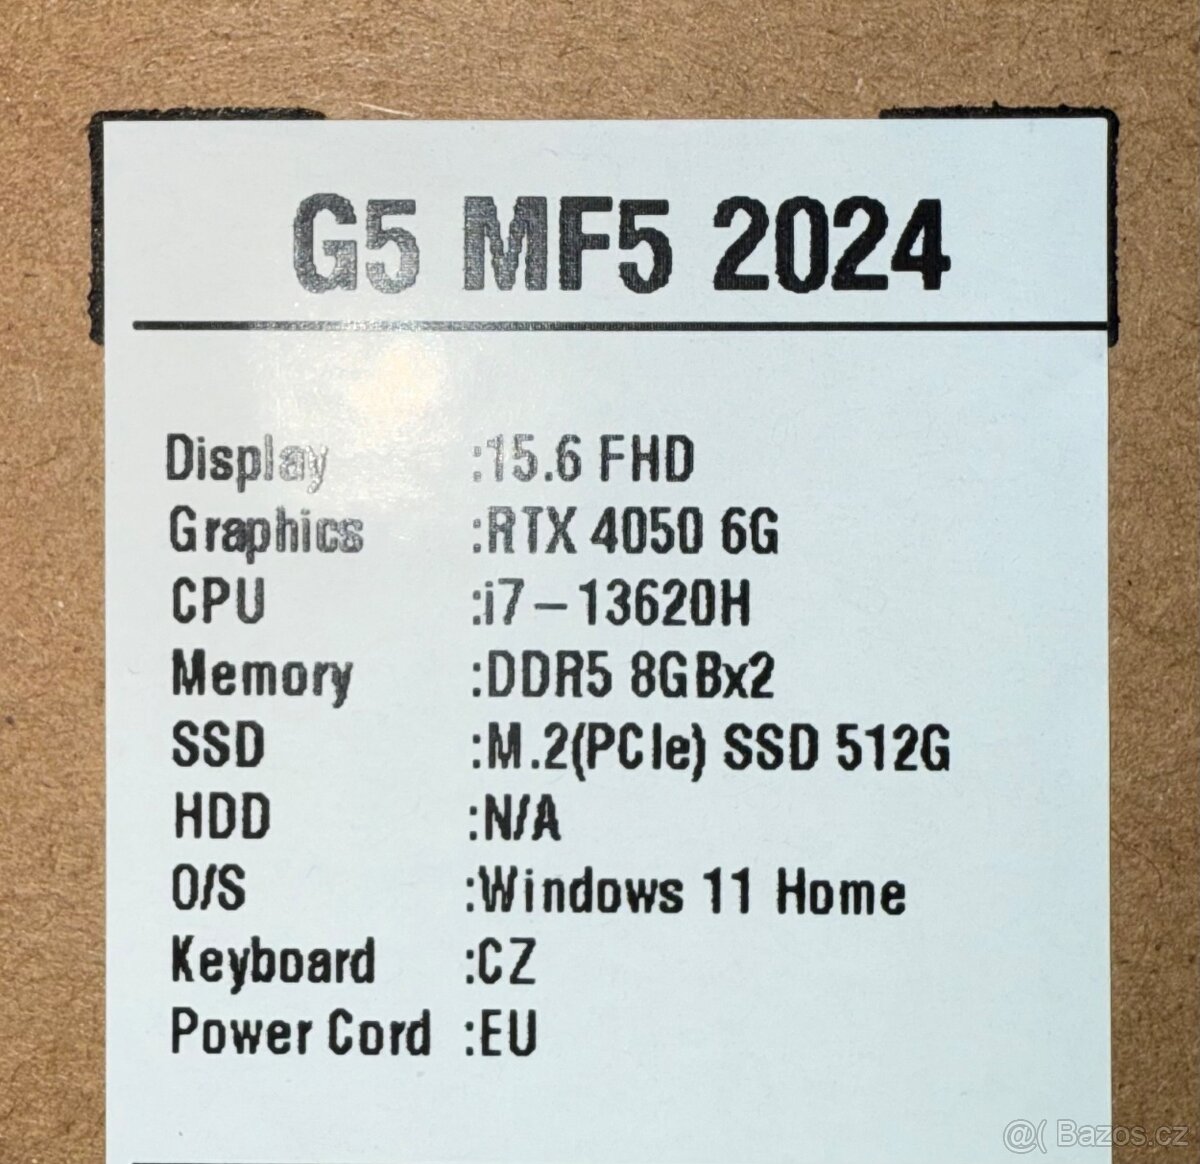 G5 MF5 2024
Display :15.6 FHD
Graphics :RTX 4050 6G
CPU :i7-13620H
Memory :DDR5 8GBx2
SSD :M.2(PCIe) SSD 512G
HDD :N/A
O/S :Windows 11 Home
Keyboard :CZ
Power Cord :EU
@( Bazos.cz